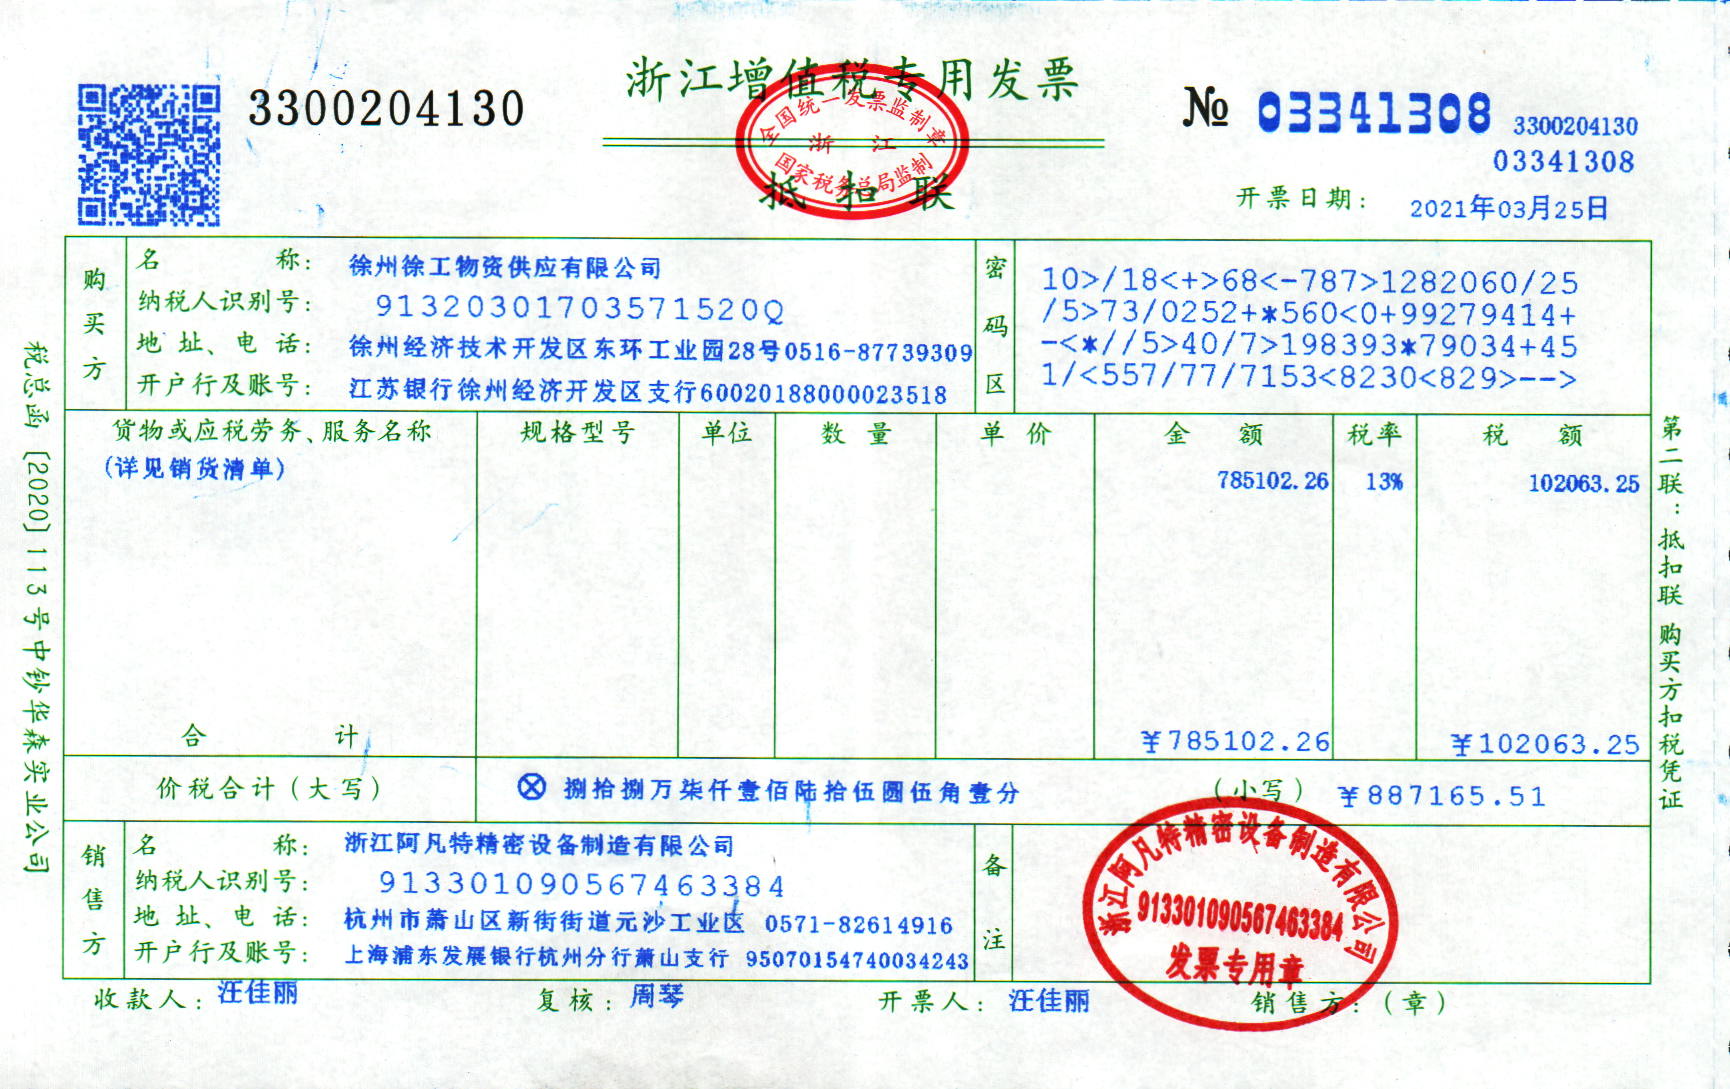 浙江增值税专用发票
3300204130
№ 03341308
3300204130
03341308
全国统一发票监制章
浙 江
国家税务总局监制
抵扣联
开票日期: 2021年03月25日
购买方
名 称: 徐州徐工物资供应有限公司
纳税人识别号: 91320301703571520Q
地址、电话: 徐州经济技术开发区东环工业园28号0516-87739309
开户行及账号: 江苏银行徐州经济开发区支行60020188000023518
密码区
10>/18<+>68<-787>1282060/25
/5>73/0252+*560<0+99279414+
-<*//5>40/7>198393*79034+45
1/<557/77/7153<8230<829>-->
货物或应税劳务、服务名称 规格型号 单位 数量 单价 金额 税率 税额
(详见销货清单) 785102.26 13% 102063.25
合 计 ¥785102.26 ¥102063.25
价税合计(大写) ⊗捌拾捌万柒仟壹佰陆拾伍圆伍角壹分 (小写) ¥887165.51
销售方
名 称: 浙江阿凡特精密设备制造有限公司
纳税人识别号: 913301090567463384
地址、电话: 杭州市萧山区新街街道元沙工业区 0571-82614916
开户行及账号: 上海浦东发展银行杭州分行萧山支行 95070154740034243
备注
浙江阿凡特精密设备制造有限公司
913301090567463384
发票专用章
收款人: 汪佳丽 复核: 周琴 开票人: 汪佳丽 销售方:(章)
税总函〔2020〕113号中钞华森实业公司
第二联:抵扣联 购买方扣税凭证